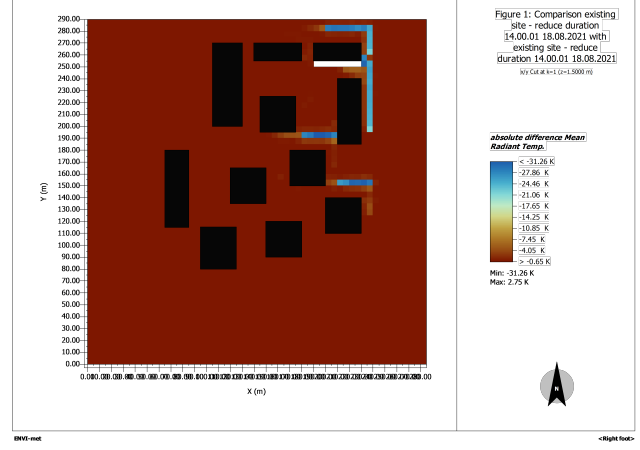 Figure 1: Comparison existing
site - reduce duration
14.00.01 18.08.2021 with
existing site - reduce
duration 14.00.01 18.08.2021
x/y Cut at k=1 (z=1.5000 m)
290.00
280.00
270.00
260.00
250.00
240.00
230.00
220.00
210.00
200.00
190.00
180.00
170.00
160.00
150.00
140.00
130.00
120.00
110.00
100.00
90.00
80.00
70.00
60.00
50.00
40.00
30.00
20.00
10.00
0.00
Y (m)
X (m)
absolute difference Mean
Radiant Temp.
< -31.26 K
-27.86 K
-24.46 K
-21.06 K
-17.65 K
-14.25 K
-10.85 K
-7.45 K
-4.05 K
> -0.65 K
Min: -31.26 K
Max: 2.75 K
N
ENVI-met
<Right foot>